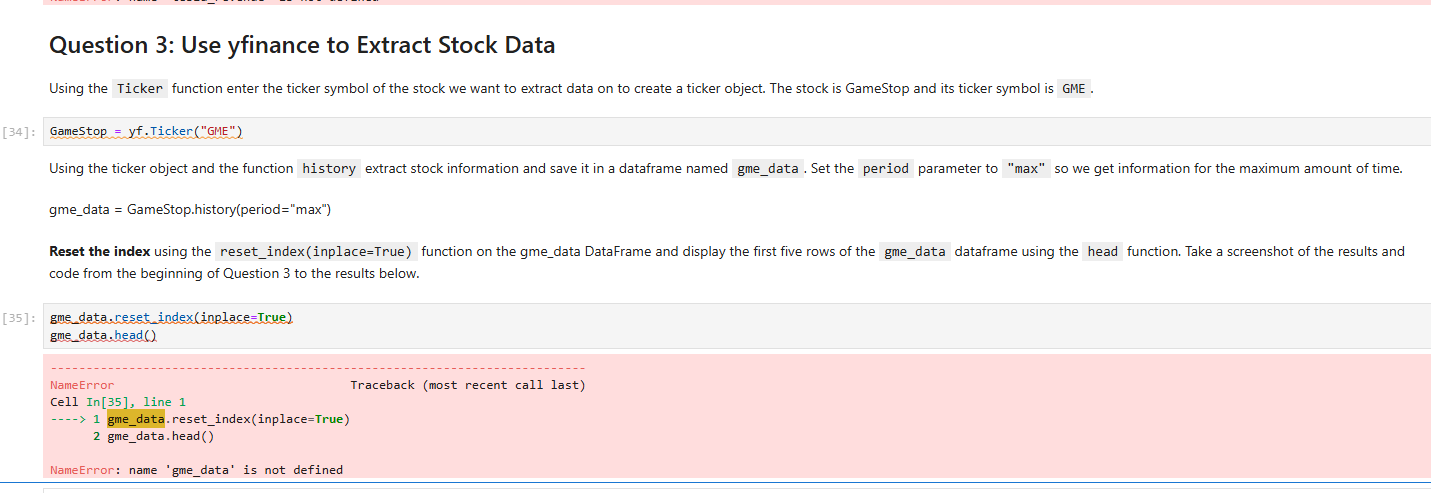 Question 3: Use yfinance to Extract Stock Data
Using the Ticker function enter the ticker symbol of the stock we want to extract data on to create a ticker object. The stock is GameStop and its ticker symbol is GME .
[34]: GameStop = yf.Ticker("GME")
Using the ticker object and the function history extract stock information and save it in a dataframe named gme_data . Set the period parameter to "max" so we get information for the maximum amount of time.
gme_data = GameStop.history(period="max")
Reset the index using the reset_index(inplace=True) function on the gme_data DataFrame and display the first five rows of the gme_data dataframe using the head function. Take a screenshot of the results and
code from the beginning of Question 3 to the results below.
[35]: gme_data.reset_index(inplace=True)
gme_data.head()
---------------------------------------------------------------------------
NameError Traceback (most recent call last)
Cell In[35], line 1
----> 1 gme_data.reset_index(inplace=True)
2 gme_data.head()
NameError: name 'gme_data' is not defined